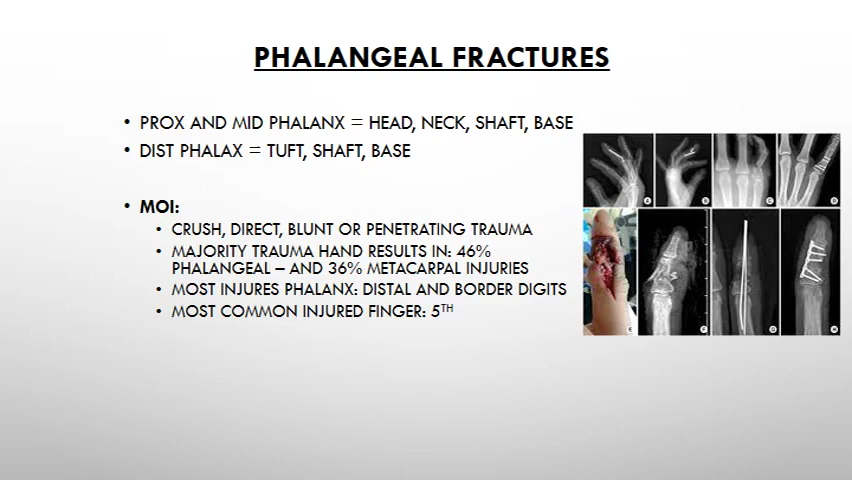 PHALANGEAL FRACTURES
• PROX AND MID PHALANX = HEAD, NECK, SHAFT, BASE
• DIST PHALAX = TUFT, SHAFT, BASE
• MOI:
• CRUSH, DIRECT, BLUNT OR PENETRATING TRAUMA
• MAJORITY TRAUMA HAND RESULTS IN: 46%
PHALANGEAL – AND 36% METACARPAL INJURIES
• MOST INJURES PHALANX: DISTAL AND BORDER DIGITS
• MOST COMMON INJURED FINGER: 5TH
A B C D
E F G H